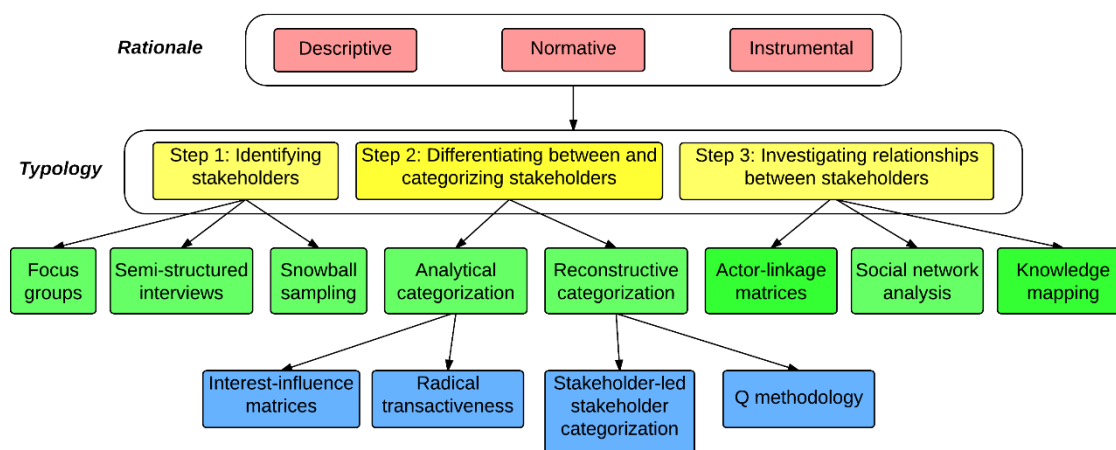 Rationale
Descriptive
Normative
Instrumental
Typology
Step 1: Identifying
stakeholders
Step 2: Differentiating between and
categorizing stakeholders
Step 3: Investigating relationships
between stakeholders
Focus
groups
Semi-structured
interviews
Snowball
sampling
Analytical
categorization
Reconstructive
categorization
Actor-linkage
matrices
Social network
analysis
Knowledge
mapping
Interest-influence
matrices
Radical
transactiveness
Stakeholder-led
stakeholder
categorization
Q methodology